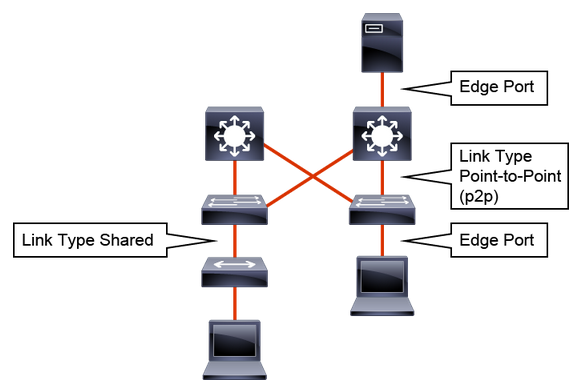 Edge Port
Link Type
Point-to-Point
(p2p)
Link Type Shared
Edge Port